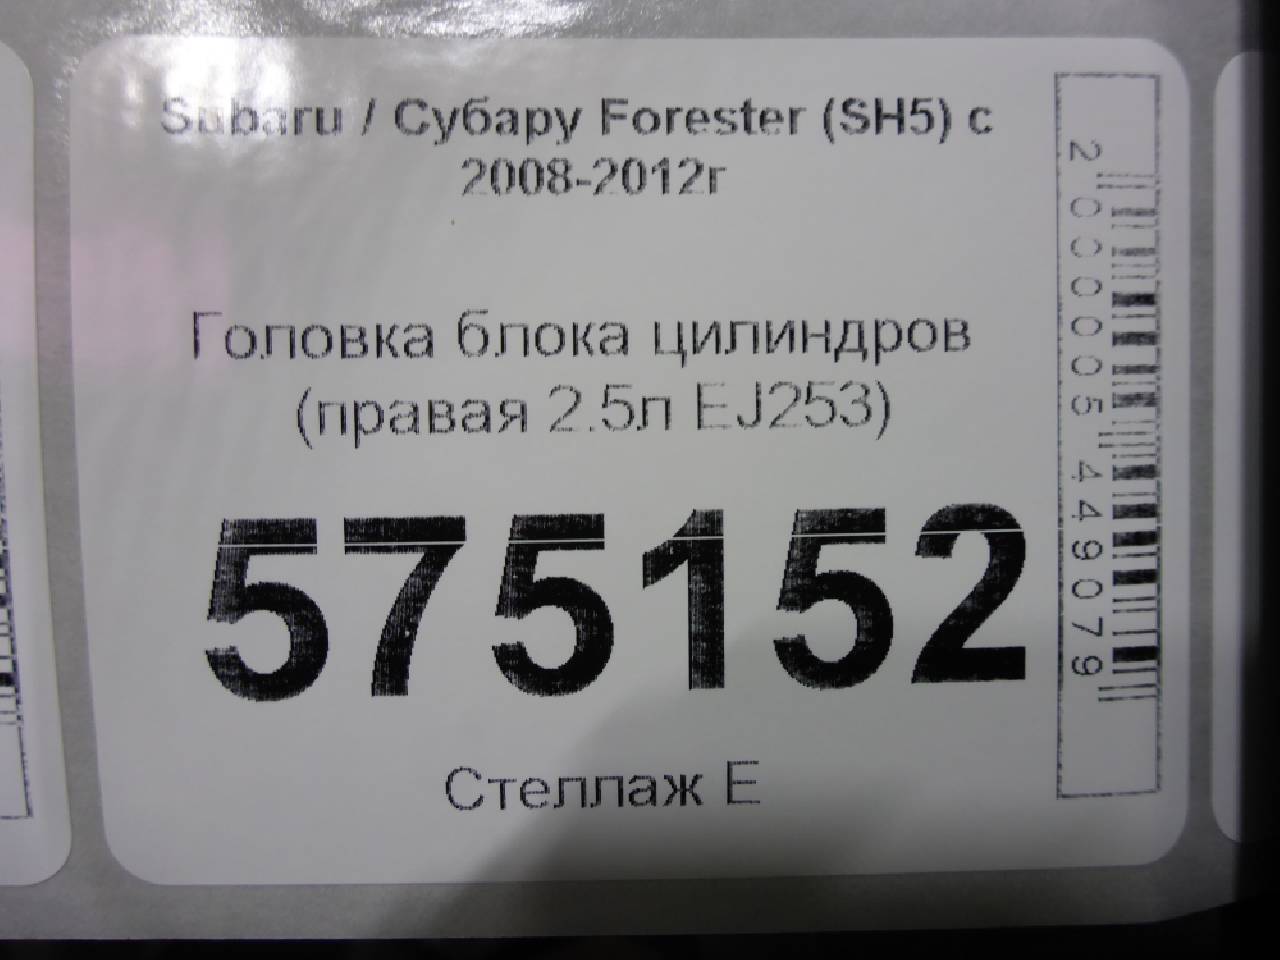 Subaru / Субару Forester (SH5) с
2008-2012г
Головка блока цилиндров
(правая 2.5л EJ253)
575152
Стеллаж Е
2000005449079